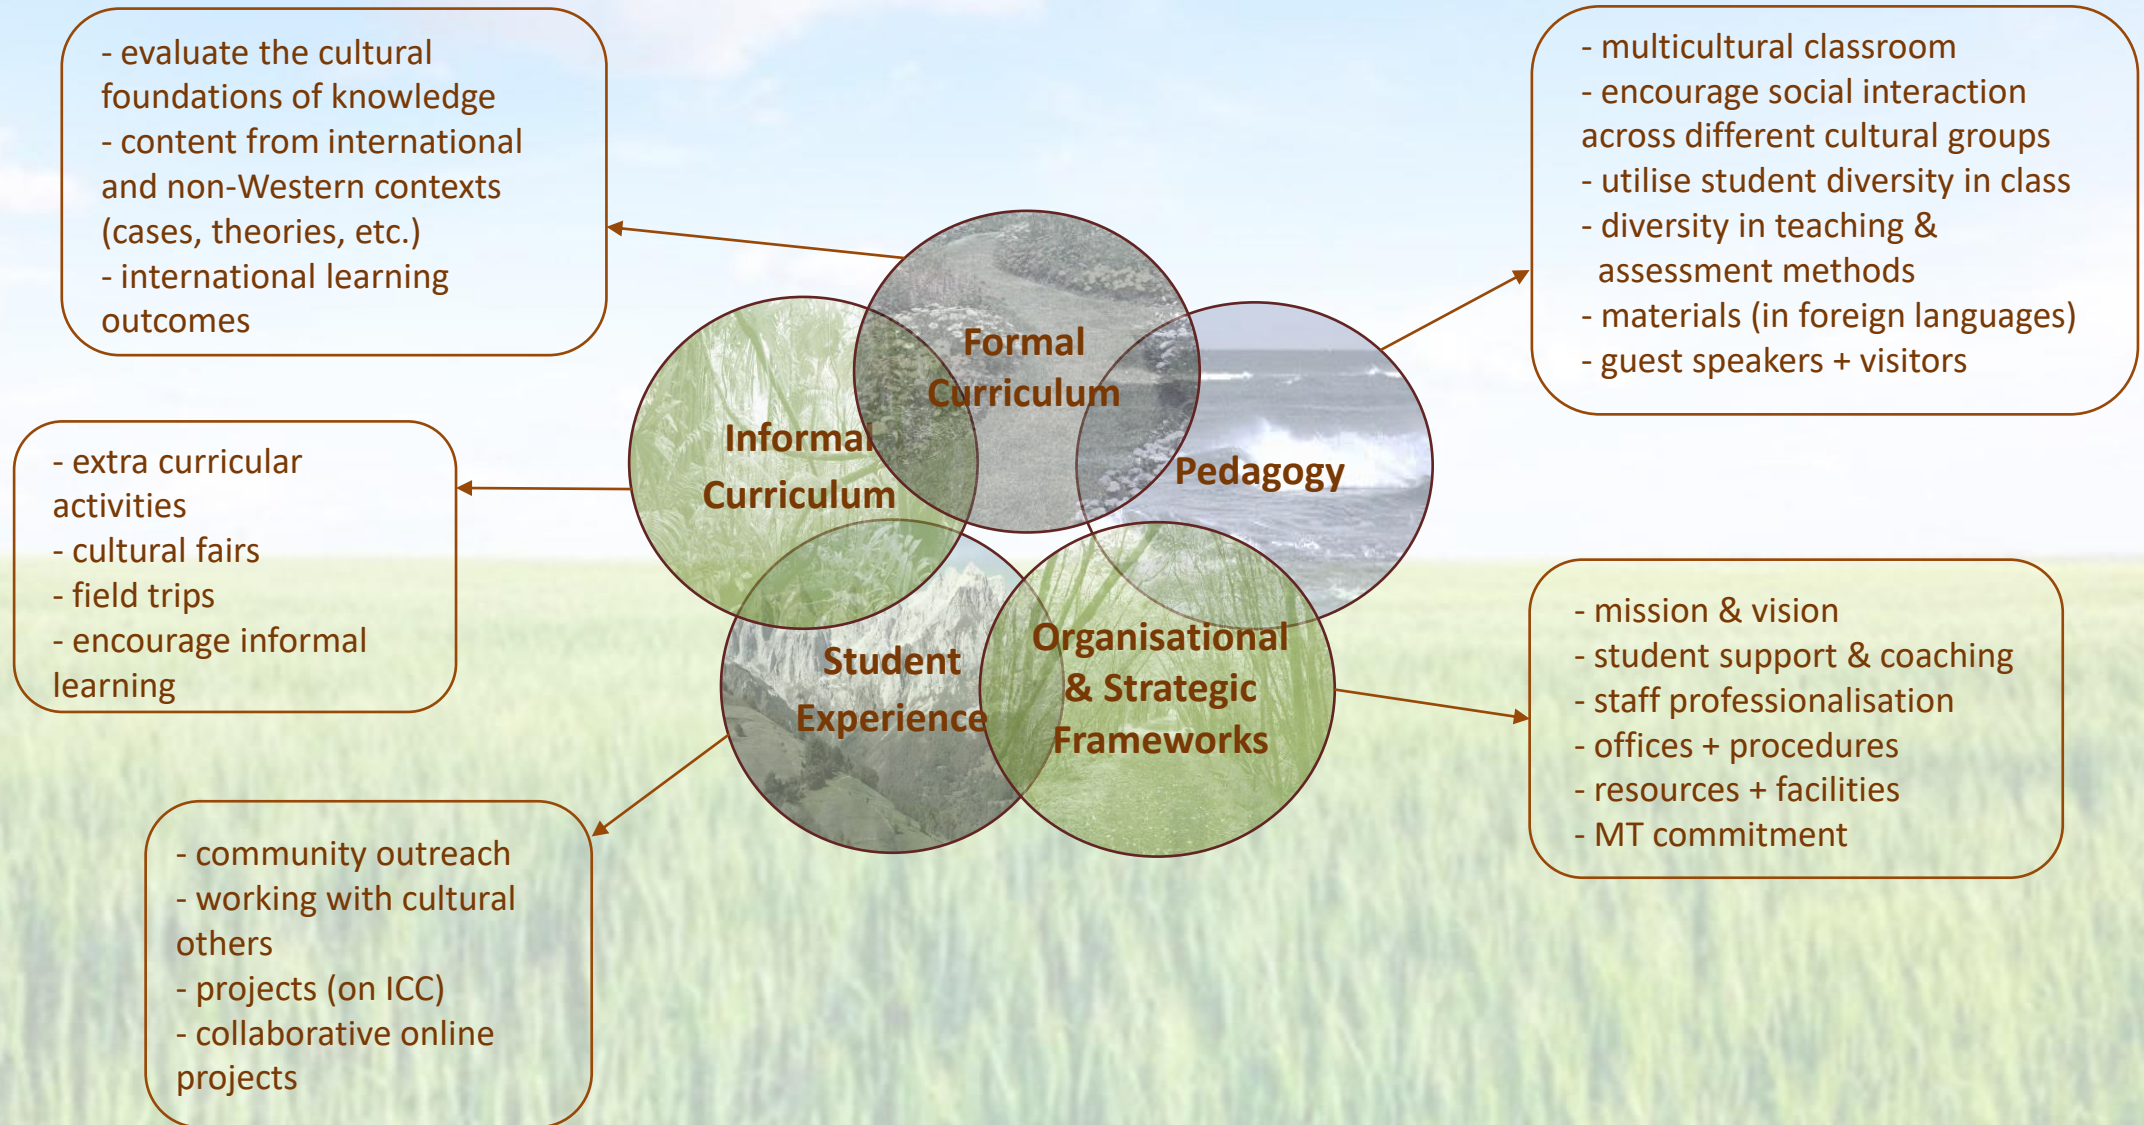 - evaluate the cultural
foundations of knowledge
- content from international
and non-Western contexts
(cases, theories, etc.)
- international learning
outcomes
- multicultural classroom
- encourage social interaction
across different cultural groups
- utilise student diversity in class
- diversity in teaching &
assessment methods
- materials (in foreign languages)
- guest speakers + visitors
Formal
Curriculum
Informal
Curriculum
Pedagogy
Student
Experience
Organisational
& Strategic
Frameworks
- extra curricular
activities
- cultural fairs
- field trips
- encourage informal
learning
- mission & vision
- student support & coaching
- staff professionalisation
- offices + procedures
- resources + facilities
- MT commitment
- community outreach
- working with cultural
others
- projects (on ICC)
- collaborative online
projects